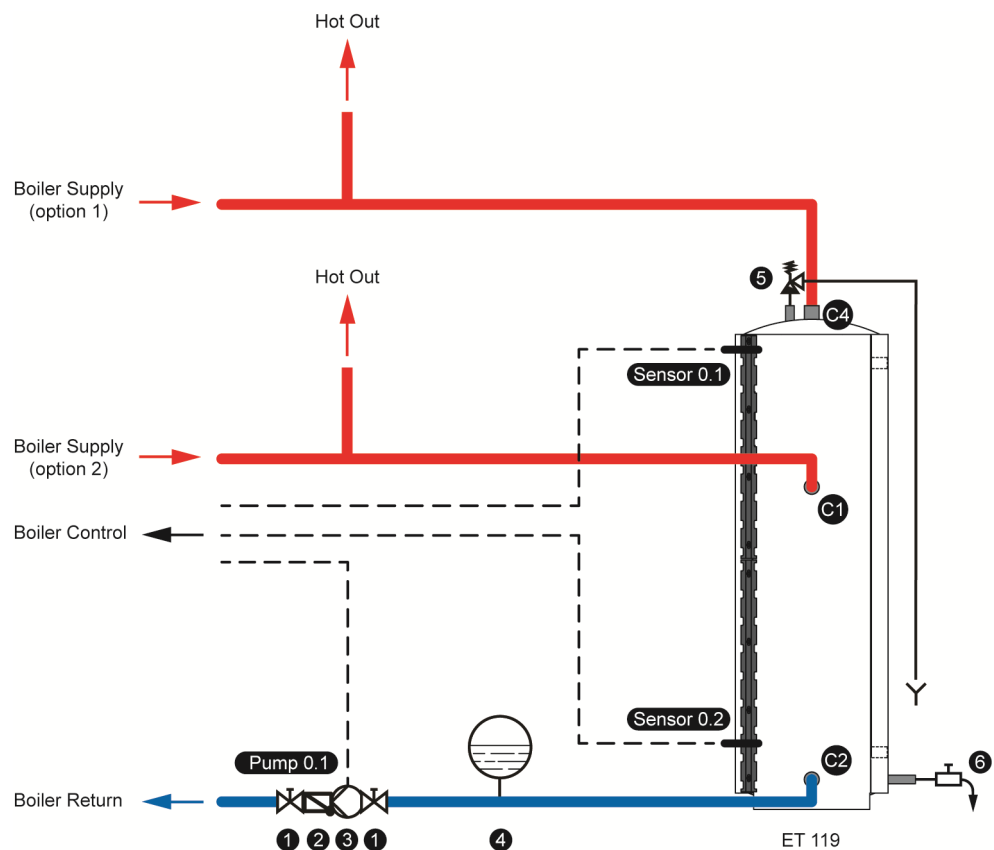 Hot Out
Boiler Supply
(option 1)
Hot Out
5
C4
Sensor 0.1
Boiler Supply
(option 2)
C1
Boiler Control
Sensor 0.2
Pump 0.1
C2
6
Boiler Return
1
2
3
1
4
ET 119